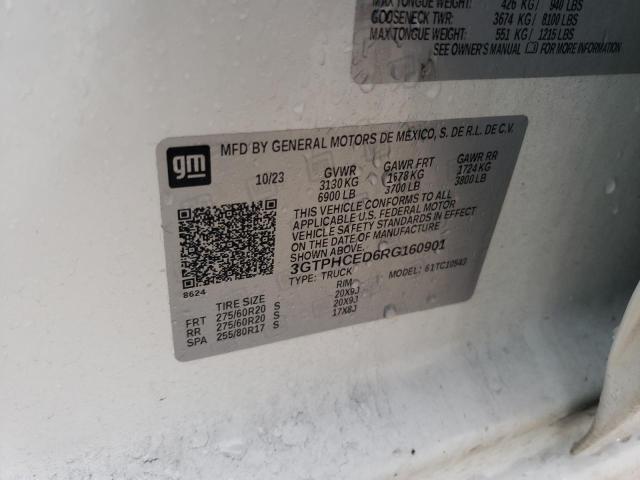 MAX TONGUE WEIGHT: 426 KG / 940 LBS
GOOSENECK TWR: 3674 KG / 8100 LBS
MAX TONGUE WEIGHT: 551 KG / 1215 LBS
SEE OWNER'S MANUAL FOR MORE INFORMATION
gm
MFD BY GENERAL MOTORS DE MEXICO, S. DE R.L. DE C.V.
10/23 GVWR GAWR FRT GAWR RR
3130 KG 1678 KG 1724 KG
6900 LB 3700 LB 3800 LB
THIS VEHICLE CONFORMS TO ALL
APPLICABLE U.S. FEDERAL MOTOR
VEHICLE SAFETY STANDARDS IN EFFECT
ON THE DATE OF MANUFACTURE
SHOWN ABOVE.
3GTPHCED6RG160901
TYPE: TRUCK MODEL: 61TC10543
8624
TIRE SIZE RIM
FRT 275/60R20 S 20X9J
RR 275/60R20 S 20X9J
SPA 255/80R17 S 17X8J